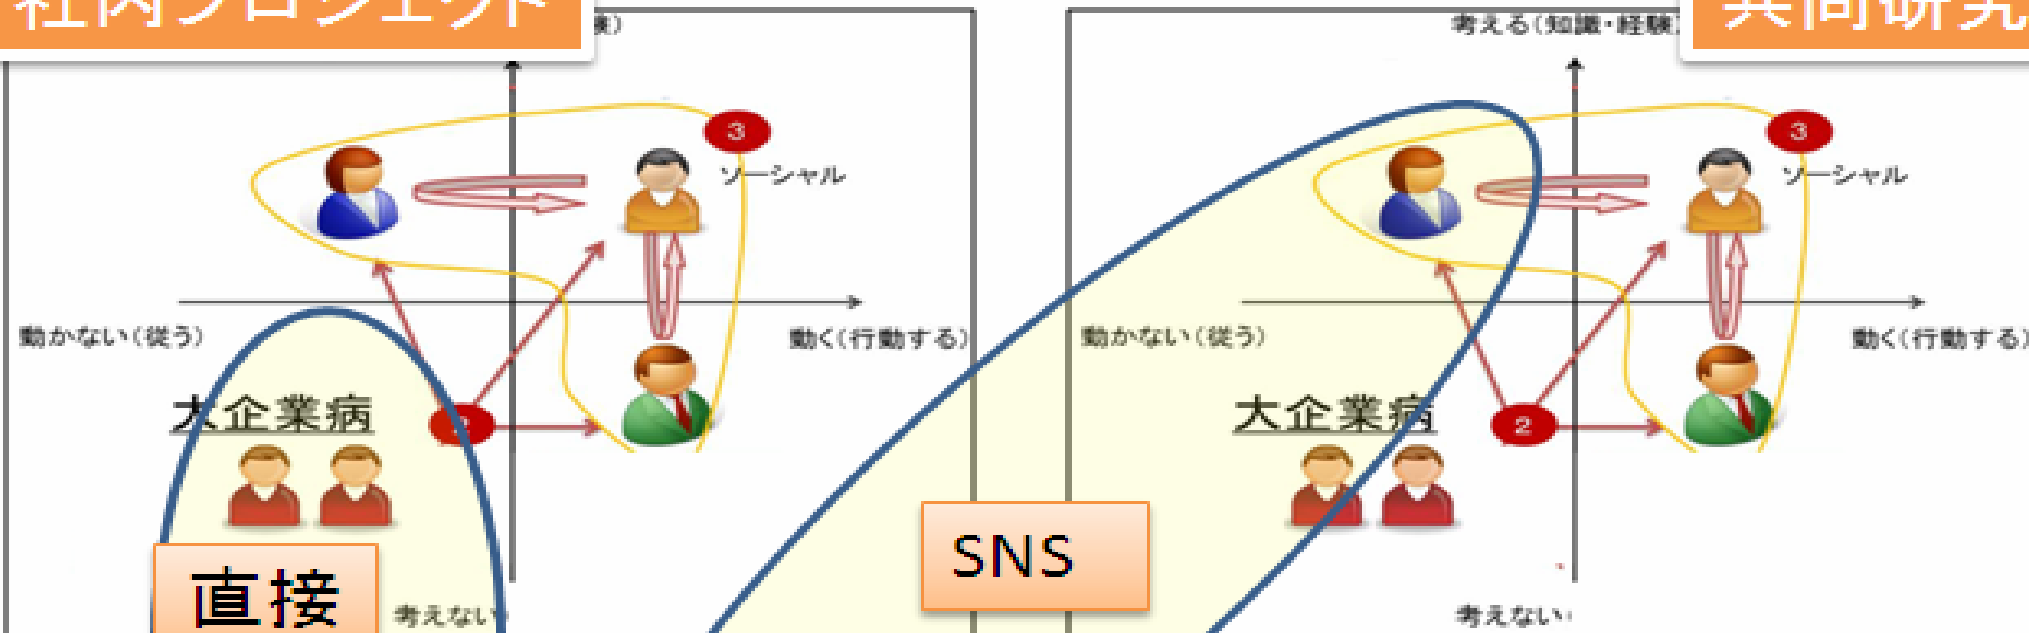 社内プロジェクト
験)
3
ソーシャル
動かない(従う)
動く(行動する)
大企業病
直接
考えない
考える(知識・経験)
共同研究
3
ソーシャル
動かない(従う)
動く(行動する)
大企業病
2
SNS
考えない